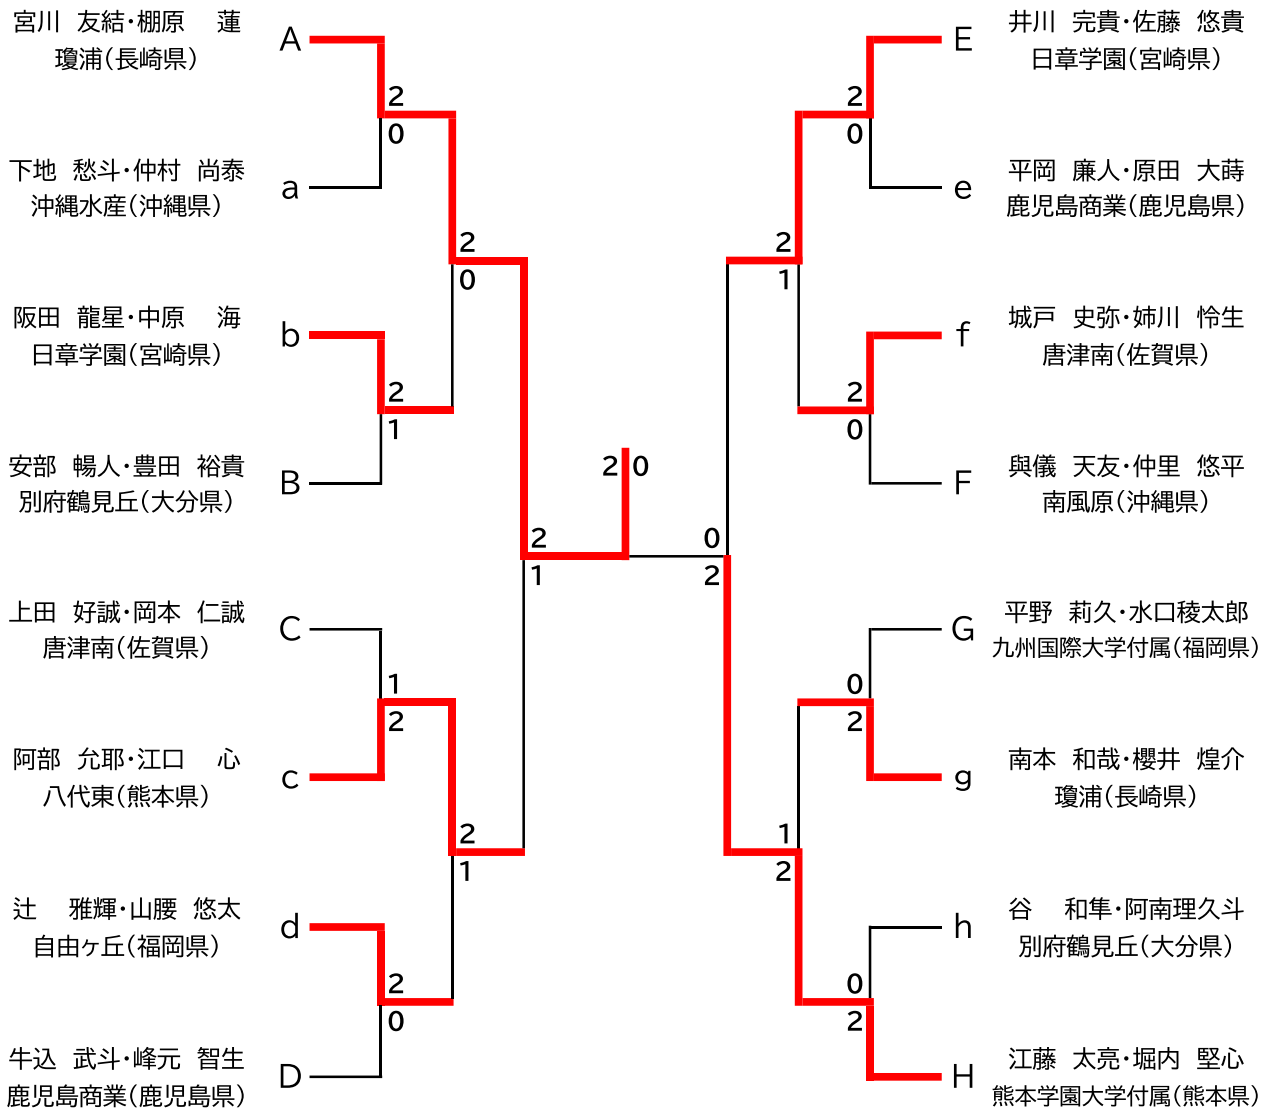 宮川 友結・棚原 蓮
瓊浦(長崎県)
A
2
0
下地 愁斗・仲村 尚泰
沖縄水産(沖縄県)
a
2
0
阪田 龍星・中原 海
日章学園(宮崎県)
b
2
1
安部 暢人・豊田 裕貴
別府鶴見丘(大分県)
B
2
1
上田 好誠・岡本 仁誠
唐津南(佐賀県)
C
1
2
阿部 允耶・江口 心
八代東(熊本県)
c
2
1
辻 雅輝・山腰 悠太
自由ヶ丘(福岡県)
d
2
0
牛込 武斗・峰元 智生
鹿児島商業(鹿児島県)
D
2 0
井川 完貴・佐藤 悠貴
日章学園(宮崎県)
E
2
0
平岡 廉人・原田 大蒔
鹿児島商業(鹿児島県)
e
2
1
城戸 史弥・姉川 怜生
唐津南(佐賀県)
f
2
0
與儀 天友・仲里 悠平
南風原(沖縄県)
F
0
2
平野 莉久・水口稜太郎
九州国際大学付属(福岡県)
G
0
2
南本 和哉・櫻井 煌介
瓊浦(長崎県)
g
1
2
谷 和隼・阿南理久斗
別府鶴見丘(大分県)
h
0
2
江藤 太亮・堀内 堅心
熊本学園大学付属(熊本県)
H